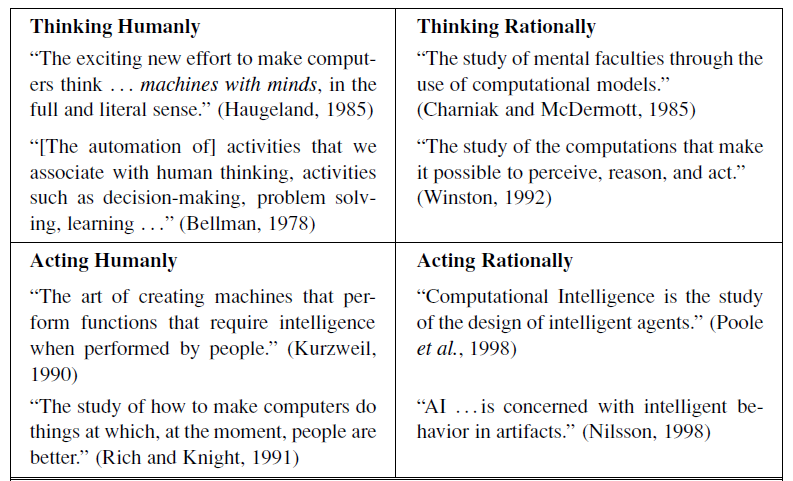 Thinking Humanly
“The exciting new effort to make comput-
ers think . . . machines with minds, in the
full and literal sense.” (Haugeland, 1985)
“[The automation of] activities that we
associate with human thinking, activities
such as decision-making, problem solv-
ing, learning . . .” (Bellman, 1978)
Thinking Rationally
“The study of mental faculties through the
use of computational models.”
(Charniak and McDermott, 1985)
“The study of the computations that make
it possible to perceive, reason, and act.”
(Winston, 1992)
Acting Humanly
“The art of creating machines that per-
form functions that require intelligence
when performed by people.” (Kurzweil,
1990)
“The study of how to make computers do
things at which, at the moment, people are
better.” (Rich and Knight, 1991)
Acting Rationally
“Computational Intelligence is the study
of the design of intelligent agents.” (Poole
et al., 1998)
“AI . . . is concerned with intelligent be-
havior in artifacts.” (Nilsson, 1998)